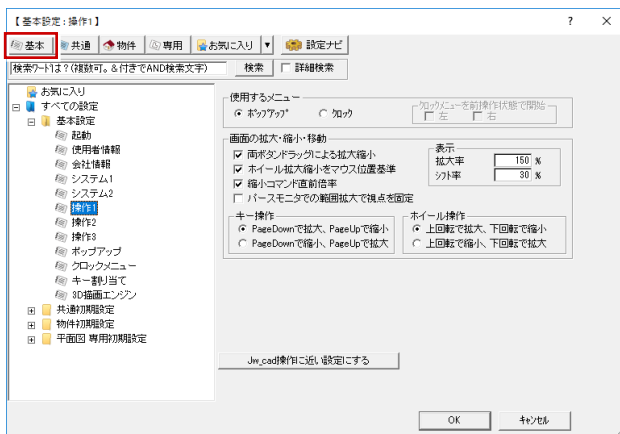 【基本設定:操作1】
基本 共通 物件 専用 お気に入り 設定ナビ
検索ワードは?(複数可。&付きでAND検索文字) 検索 詳細検索
お気に入り
すべての設定
基本設定
起動
使用者情報
会社情報
システム1
システム2
操作1
操作2
操作3
ポップアップ
クロックメニュー
キー割り当て
3D描画エンジン
共通初期設定
物件初期設定
平面図 専用初期設定
使用するメニュー
ポップアップ クロック
クロックメニューを前操作状態で開始
左 右
画面の拡大・縮小・移動
両ボタンドラッグによる拡大縮小
ホイール拡大縮小をマウス位置基準
縮小コマンド直前倍率
パースモニタでの範囲拡大で視点を固定
表示
拡大率 150 %
シフト率 30 %
キー操作
PageDownで拡大、PageUpで縮小
PageDownで縮小、PageUpで拡大
ホイール操作
上回転で拡大、下回転で縮小
上回転で縮小、下回転で拡大
Jw_cad操作に近い設定にする
OK キャンセル